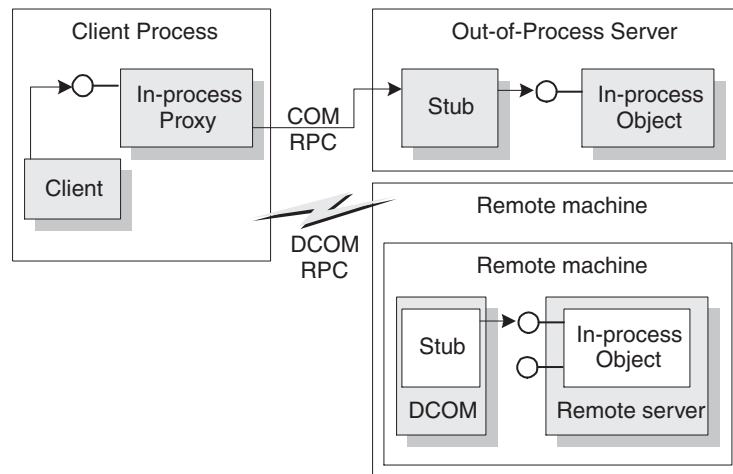 Client Process
In-process
Proxy
Client
COM
RPC
DCOM
RPC
Out-of-Process Server
Stub
In-process
Object
Remote machine
Remote machine
Stub
In-process
Object
DCOM
Remote server